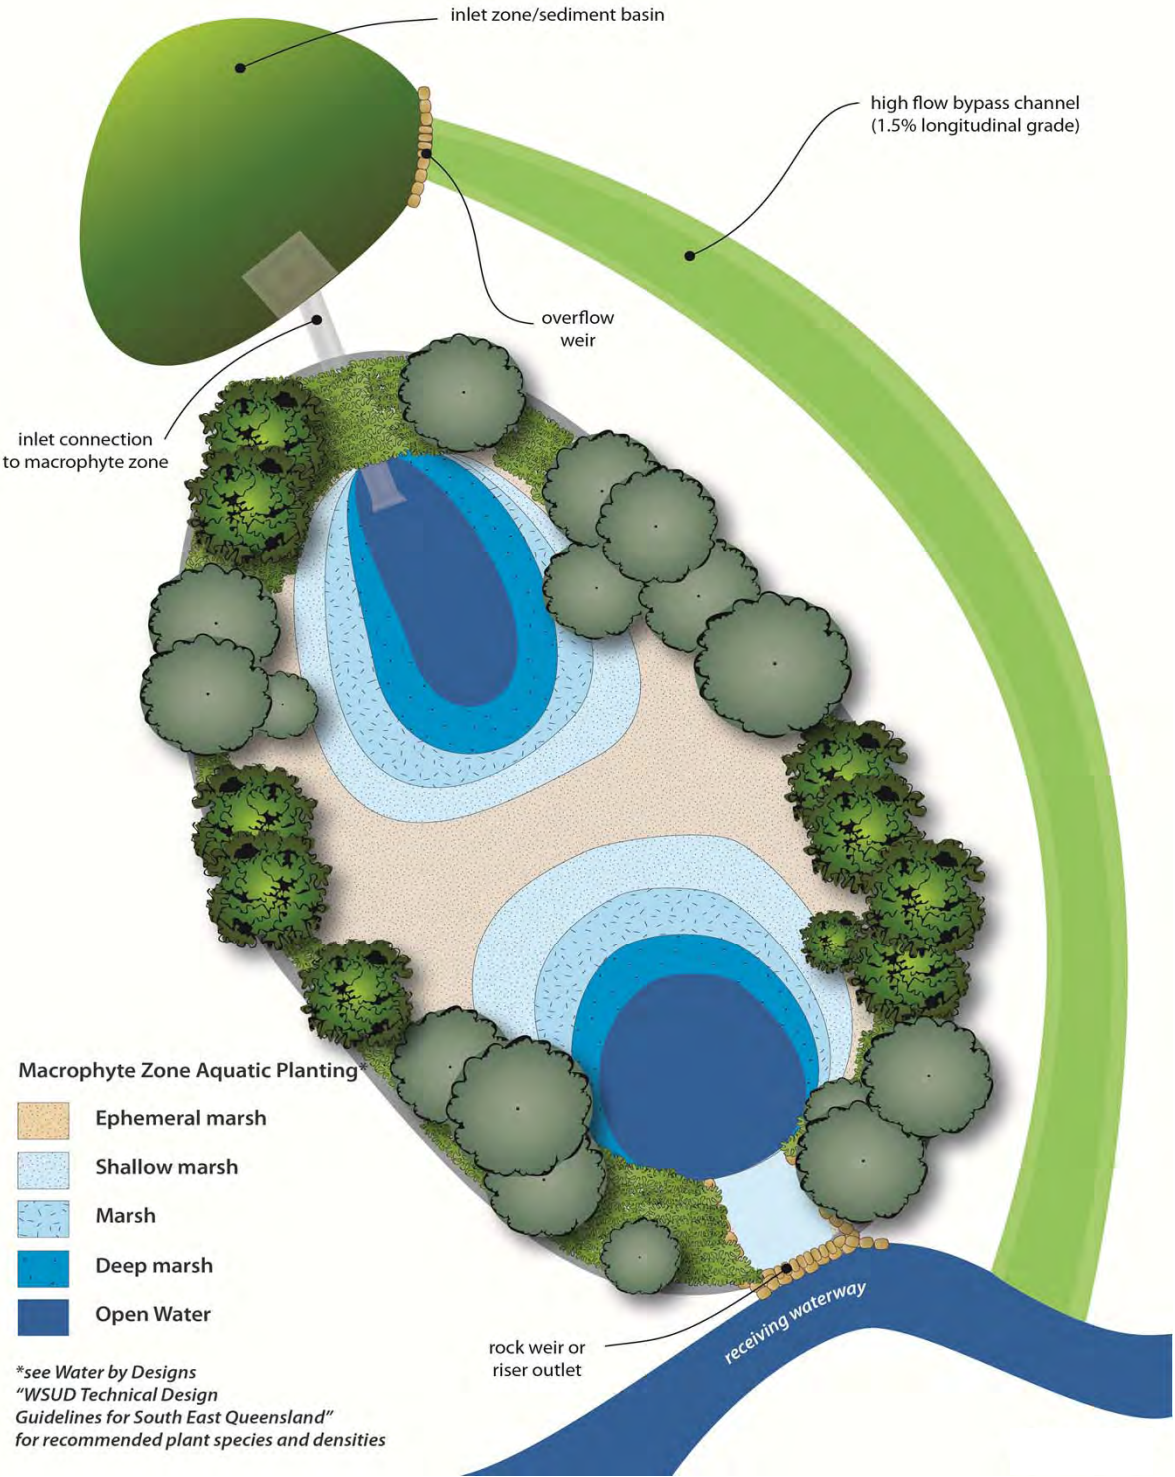 inlet zone/sediment basin
high flow bypass channel
(1.5% longitudinal grade)
overflow
weir
inlet connection
to macrophyte zone
Macrophyte Zone Aquatic Planting*
Ephemeral marsh
Shallow marsh
Marsh
Deep marsh
Open Water
rock weir or
riser outlet
receiving waterway
*see Water by Designs
“WSUD Technical Design
Guidelines for South East Queensland”
for recommended plant species and densities